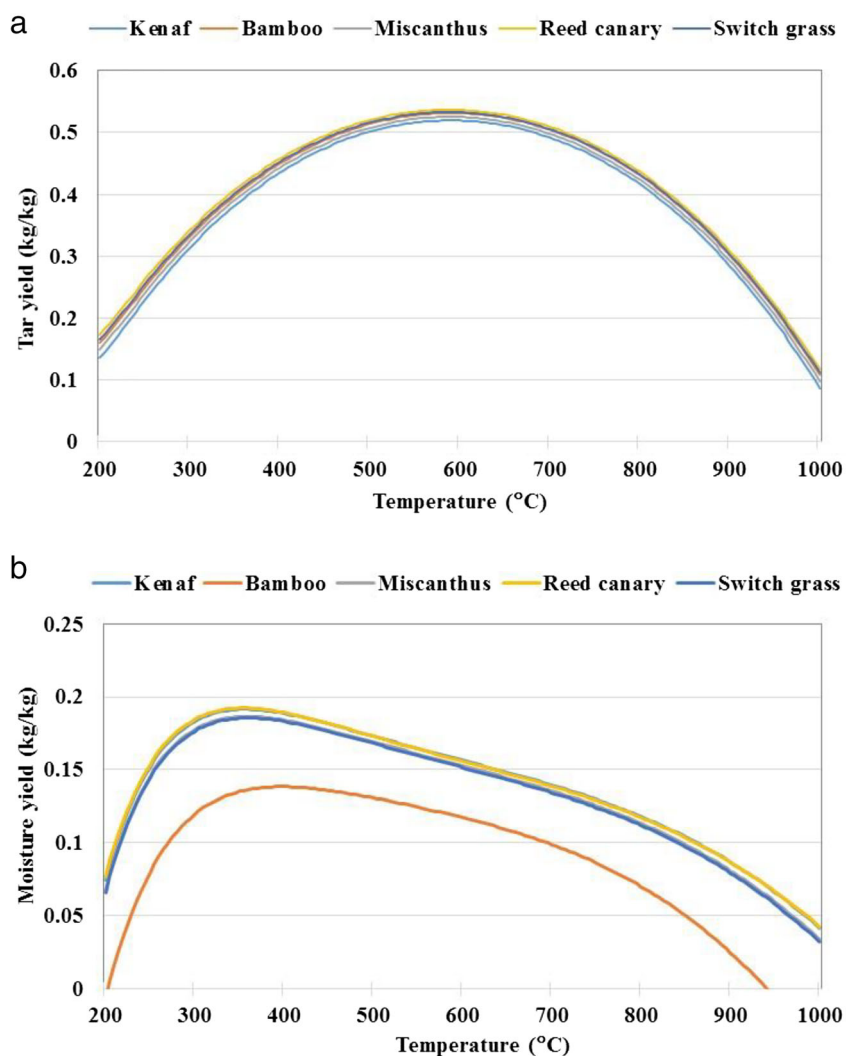 a
Kenaf Bamboo Miscanthus Reed canary Switch grass
0.6
0.5
0.4
0.3
0.2
0.1
0
Tar yield (kg/kg)
200 300 400 500 600 700 800 900 1000
Temperature (°C)
b
Kenaf Bamboo Miscanthus Reed canary Switch grass
0.25
0.2
0.15
0.1
0.05
0
Moisture yield (kg/kg)
200 300 400 500 600 700 800 900 1000
Temperature (°C)